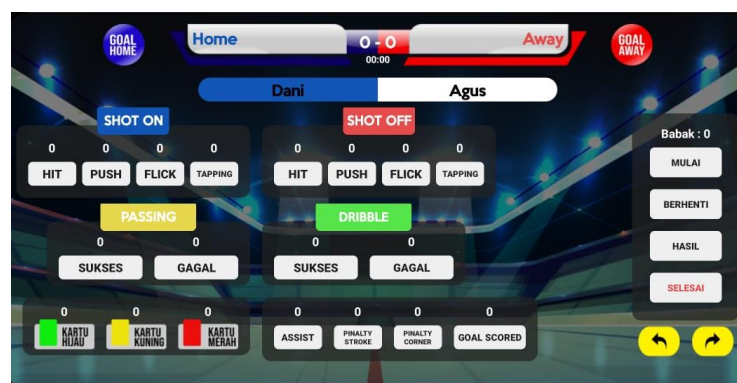 GOAL HOME
Home
0 - 0
Away
GOAL AWAY
00:00
Dani
Agus
SHOT ON
SHOT OFF
0 0 0 0
0 0 0 0
HIT PUSH FLICK TAPPING
HIT PUSH FLICK TAPPING
Babak : 0
MULAI
BERHENTI
HASIL
SELESAI
PASSING
DRIBBLE
0 0
0 0
SUKSES GAGAL
SUKSES GAGAL
0 0 0
KARTU HIJAU
KARTU KUNING
KARTU MERAH
0 0 0 0
ASSIST
PINALTY STROKE
PINALTY CORNER
GOAL SCORED